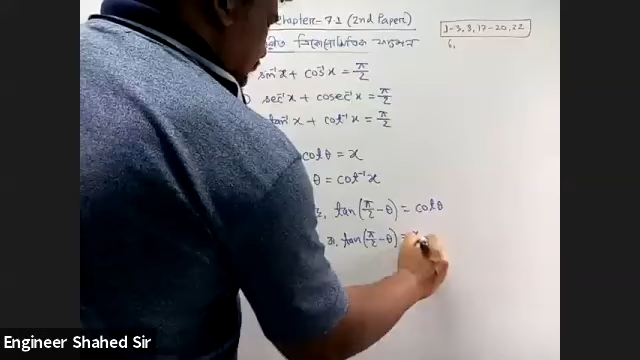 Chapter-7.1 (2nd Paper)
1-3, 8, 17-20, 22
6,
ত্রিকোণমিতিক
sin⁻¹x + cos⁻¹x = π/2
sec⁻¹x + cosec⁻¹x = π/2
tan⁻¹x + cot⁻¹x = π/2
cotθ = x
θ = cot⁻¹x
tan(π/2 - θ) = cotθ
বা, tan(π/2 - θ) =
Engineer Shahed Sir